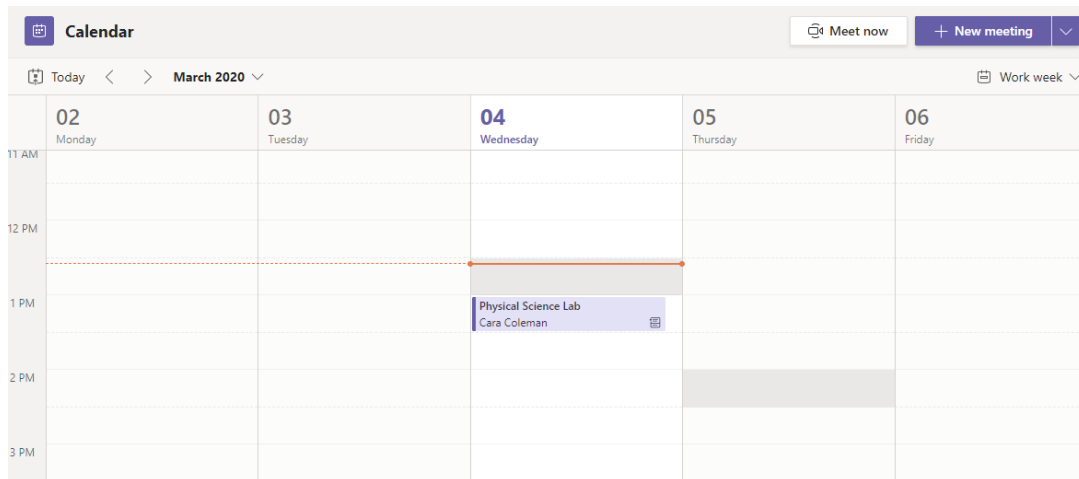 Calendar
Meet now
New meeting
Today
March 2020
Work week
02
Monday
03
Tuesday
04
Wednesday
05
Thursday
06
Friday
11 AM
12 PM
1 PM
Physical Science Lab
Cara Coleman
2 PM
3 PM